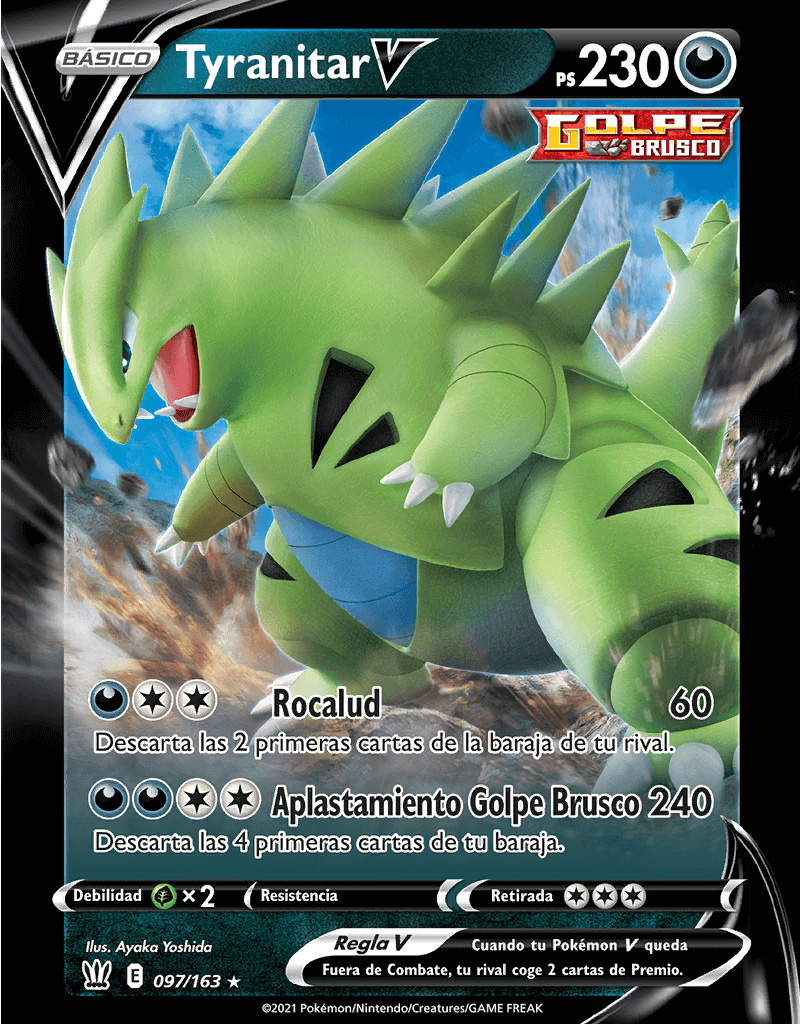 BÁSICO Tyranitar V PS 230
GOLPE
BRUSCO
Rocalud 60
Descarta las 2 primeras cartas de la baraja de tu rival.
Aplastamiento Golpe Brusco 240
Descarta las 4 primeras cartas de tu baraja.
Debilidad ×2 Resistencia Retirada
Ilus. Ayaka Yoshida
Regla V Cuando tu Pokémon V queda
Fuera de Combate, tu rival coge 2 cartas de Premio.
E 097/163 ★
©2021 Pokémon/Nintendo/Creatures/GAME FREAK